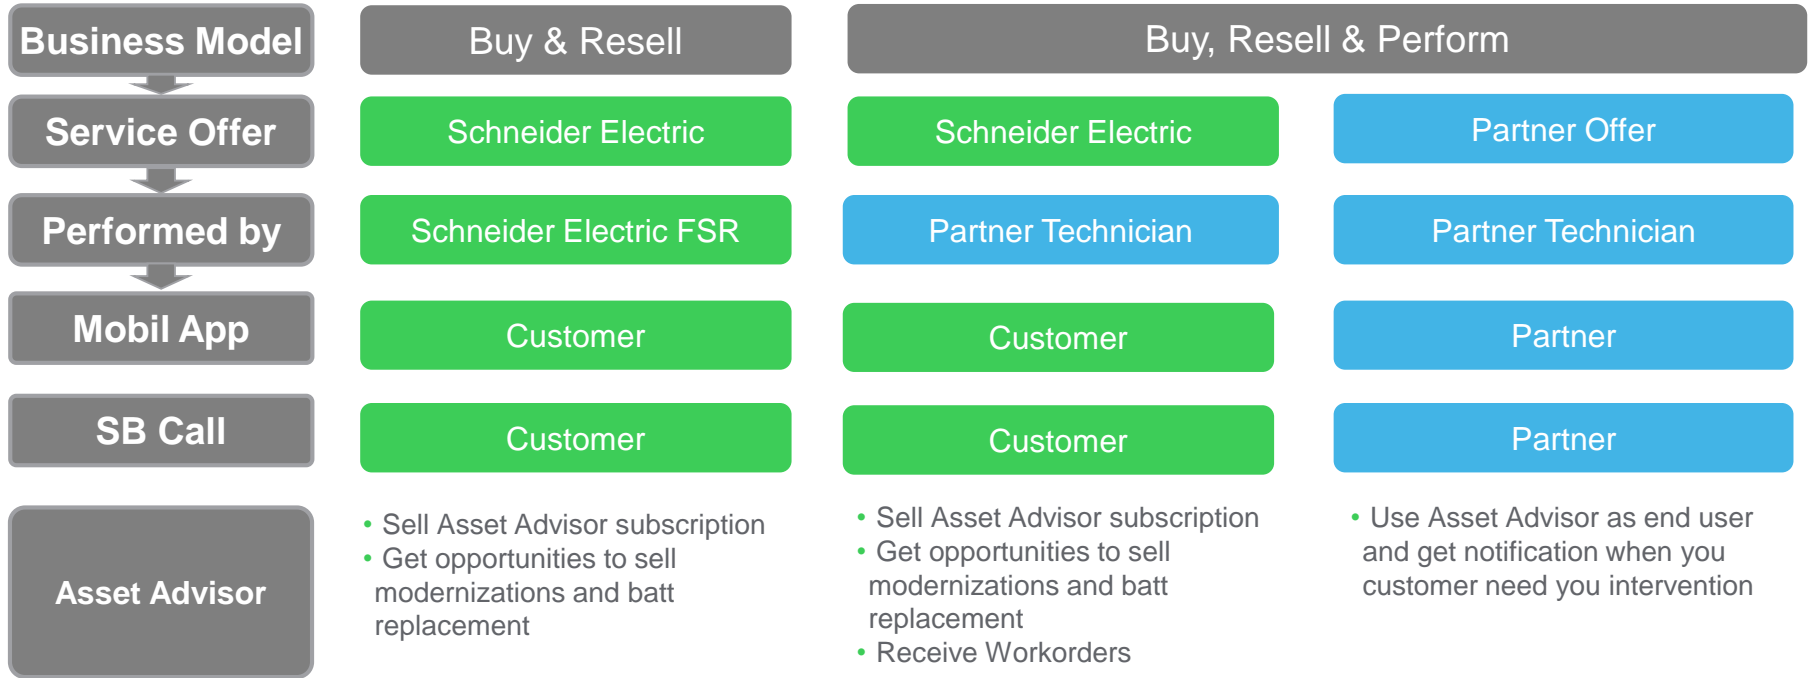 Business Model
Buy & Resell
Buy, Resell & Perform
Service Offer
Schneider Electric
Schneider Electric
Partner Offer
Performed by
Schneider Electric FSR
Partner Technician
Partner Technician
Mobil App
Customer
Customer
Partner
SB Call
Customer
Customer
Partner
Asset Advisor
• Sell Asset Advisor subscription
• Get opportunities to sell
modernizations and batt
replacement
• Sell Asset Advisor subscription
• Get opportunities to sell
modernizations and batt
replacement
• Receive Workorders
• Use Asset Advisor as end user
and get notification when you
customer need you intervention